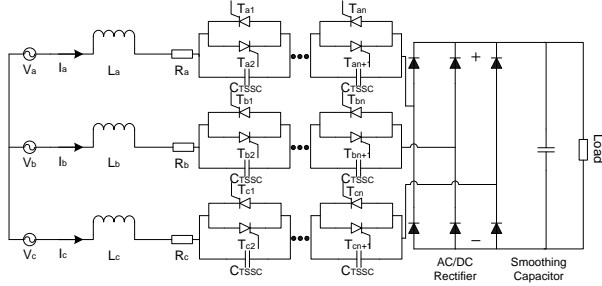 Ta1
Tan
Va
Ia
La
Ra
Ta2
Tan+1
CTSSC
CTSSC
Tb1
Tbn
Vb
Ib
Lb
Rb
Tb2
Tbn+1
CTSSC
CTSSC
Tc1
Tcn
Vc
Ic
Lc
Rc
Tc2
Tcn+1
CTSSC
CTSSC
+
−
Load
AC/DC
Rectifier
Smoothing
Capacitor